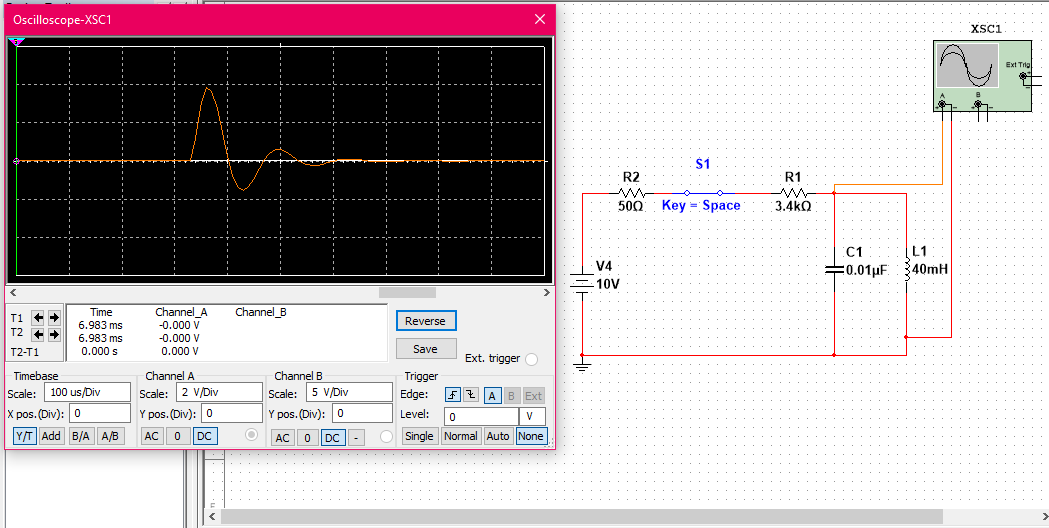 Oscilloscope-XSC1
Time Channel_A Channel_B
T1 6.983 ms -0.000 V
T2 6.983 ms -0.000 V
T2-T1 0.000 s 0.000 V
Reverse
Save
Ext. trigger
Timebase
Scale: 100 us/Div
X pos.(Div): 0
Y/T Add B/A A/B
Channel A
Scale: 2 V/Div
Y pos.(Div): 0
AC 0 DC
Channel B
Scale: 5 V/Div
Y pos.(Div): 0
AC 0 DC -
Trigger
Edge: A B Ext
Level: 0 V
Single Normal Auto None
XSC1
Ext Trig
A B
S1
Key = Space
R2
50Ω
R1
3.4kΩ
V4
10V
C1
0.01µF
L1
40mH